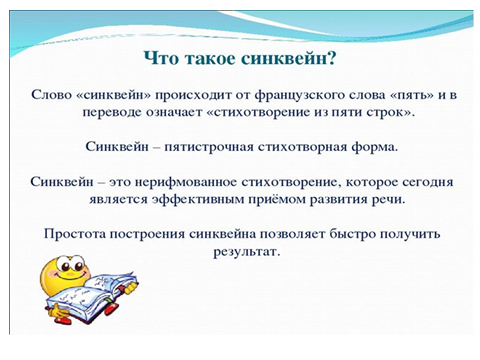 Что такое синквейн?
Слово «синквейн» происходит от французского слова «пять» и в
переводе означает «стихотворение из пяти строк».
Синквейн – пятистрочная стихотворная форма.
Синквейн – это нерифмованное стихотворение, которое сегодня
является эффективным приёмом развития речи.
Простота построения синквейна позволяет быстро получить
результат.